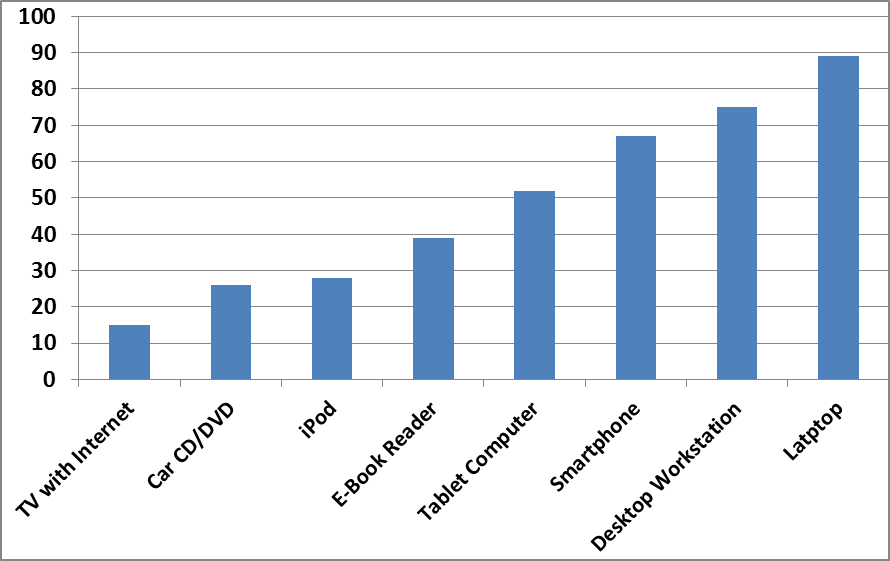 100
90
80
70
60
50
40
30
20
10
0
TV with Internet
Car CD/DVD
iPod
E-Book Reader
Tablet Computer
Smartphone
Desktop Workstation
Latptop